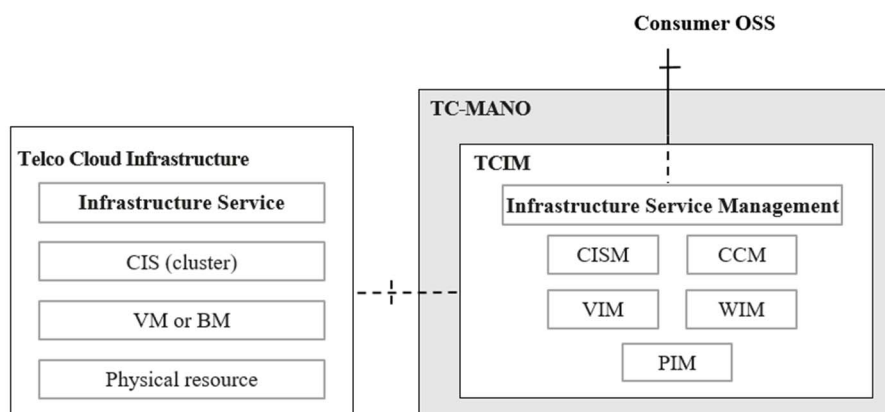 Consumer OSS
TC-MANO
Telco Cloud Infrastructure
Infrastructure Service
CIS (cluster)
VM or BM
Physical resource
TCIM
Infrastructure Service Management
CISM
CCM
VIM
WIM
PIM